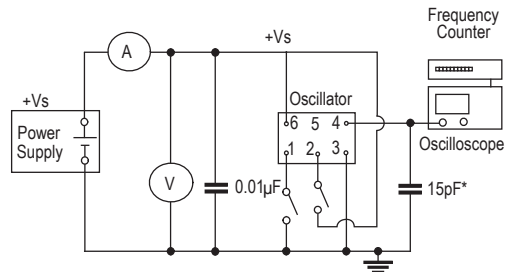 Frequency
Counter
+Vs
A
Oscillator
+Vs
6 5 4
Power
Supply
1 2 3
Oscilloscope
V
0.01µF
15pF*